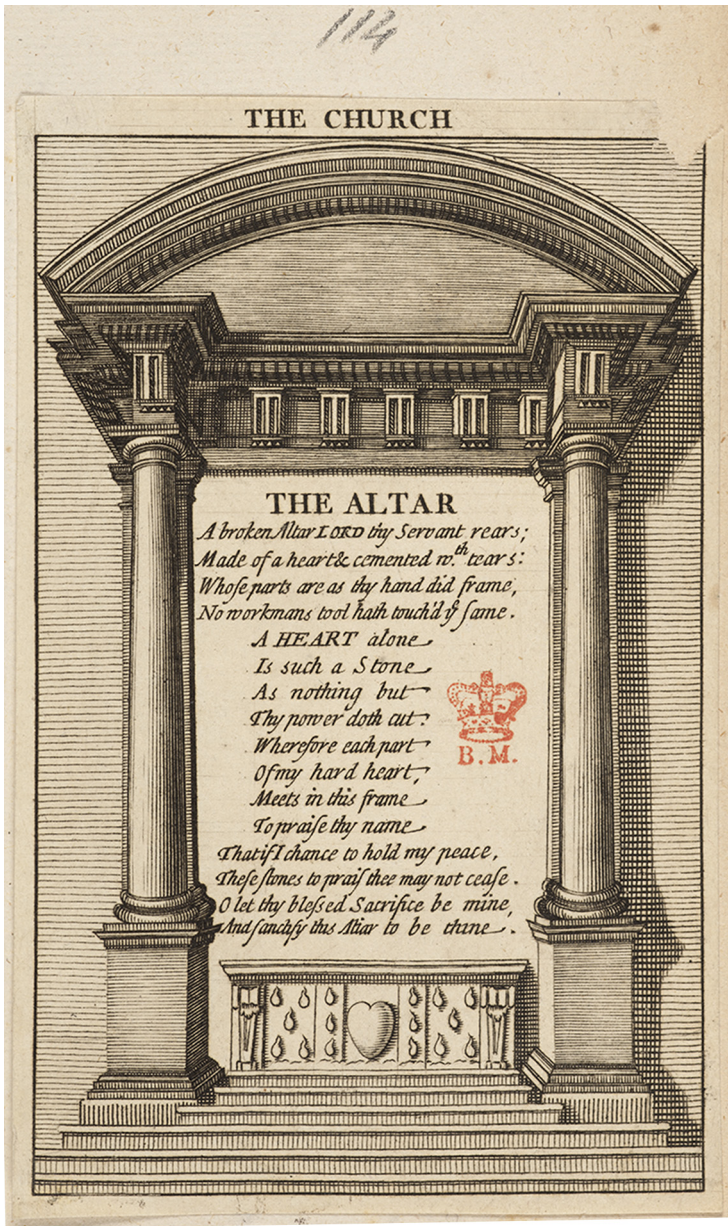 114
THE CHURCH
THE ALTAR
A broken Altar LORD thy Servant rears;
Made of a heart & cemented wth. tears:
Whose parts are as thy hand did frame,
No workmans tool hath touch'd yͤ same.
A HEART alone
Is such a Stone
As nothing but
Thy power doth cut:
Wherefore each part
Of my hard heart,
Meets in this frame
To praise thy name
That if I chance to hold my peace,
These stones to prais thee may not cease.
O let thy blessed Sacrifice be mine,
And sanctify this Altar to be thine.
B.M.